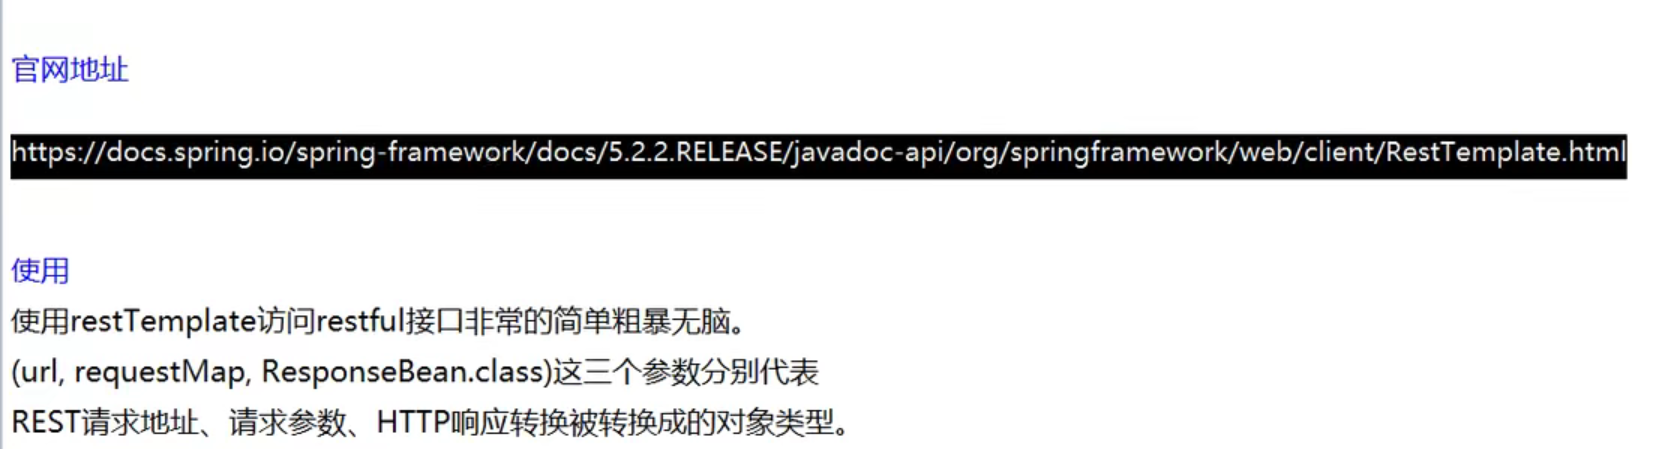 官网地址
https://docs.spring.io/spring-framework/docs/5.2.2.RELEASE/javadoc-api/org/springframework/web/client/RestTemplate.html
使用
使用restTemplate访问restful接口非常的简单粗暴无脑。
(url, requestMap, ResponseBean.class)这三个参数分别代表
REST请求地址、请求参数、HTTP响应转换被转换成的对象类型。